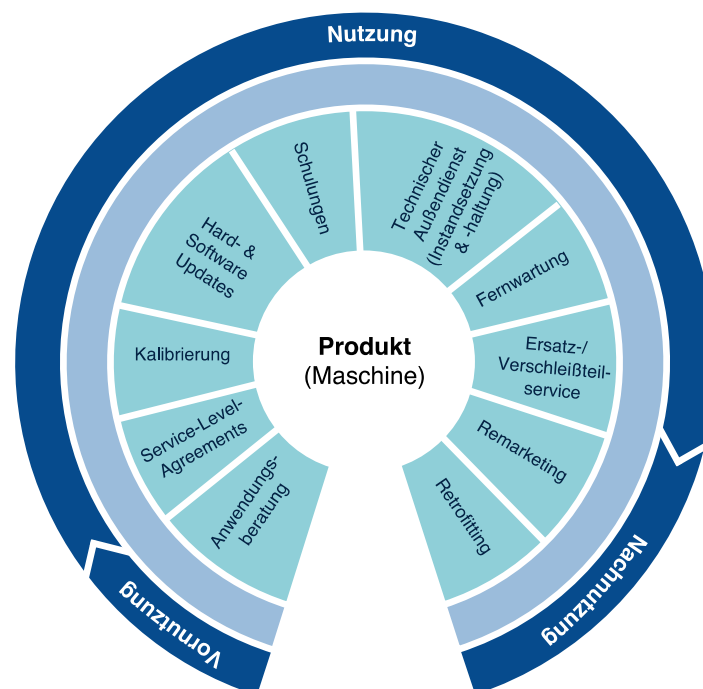 Nutzung
Schulungen
Technischer
Außendienst
(Instandsetzung
& -haltung)
Hard- &
Software
Updates
Fernwartung
Kalibrierung
Produkt
(Maschine)
Ersatz-/
Verschleißteil-
service
Service-Level-
Agreements
Remarketing
Anwendungs-
beratung
Retrofitting
Vornutzung
Nachnutzung